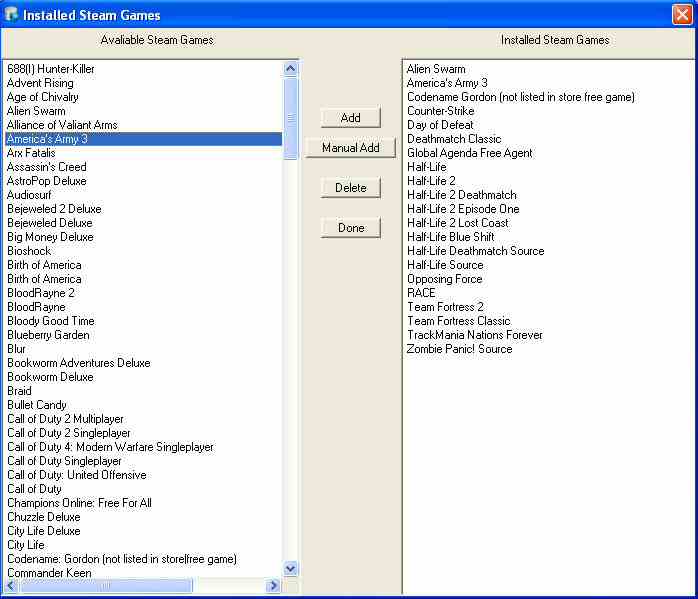 Installed Steam Games
Avaliable Steam Games
688(I) Hunter-Killer
Advent Rising
Age of Chivalry
Alien Swarm
Alliance of Valiant Arms
America's Army 3
Arx Fatalis
Assassin's Creed
AstroPop Deluxe
Audiosurf
Bejeweled 2 Deluxe
Bejeweled Deluxe
Big Money Deluxe
Bioshock
Birth of America
Birth of America
BloodRayne 2
BloodRayne
Bloody Good Time
Blueberry Garden
Blur
Bookworm Adventures Deluxe
Bookworm Deluxe
Braid
Bullet Candy
Call of Duty 2 Multiplayer
Call of Duty 2 Singleplayer
Call of Duty 4: Modern Warfare Singleplayer
Call of Duty Singleplayer
Call of Duty: United Offensive
Call of Duty
Champions Online: Free For All
Chuzzle Deluxe
City Life Deluxe
City Life
Codename: Gordon (not listed in store|free game)
Commander Keen
Add
Manual Add
Delete
Done
Installed Steam Games
Alien Swarm
America's Army 3
Codename Gordon (not listed in store free game)
Counter-Strike
Day of Defeat
Deathmatch Classic
Global Agenda Free Agent
Half-Life
Half-Life 2
Half-Life 2 Deathmatch
Half-Life 2 Episode One
Half-Life 2 Lost Coast
Half-Life Blue Shift
Half-Life Deathmatch Source
Half-Life Source
Opposing Force
RACE
Team Fortress 2
Team Fortress Classic
TrackMania Nations Forever
Zombie Panic! Source